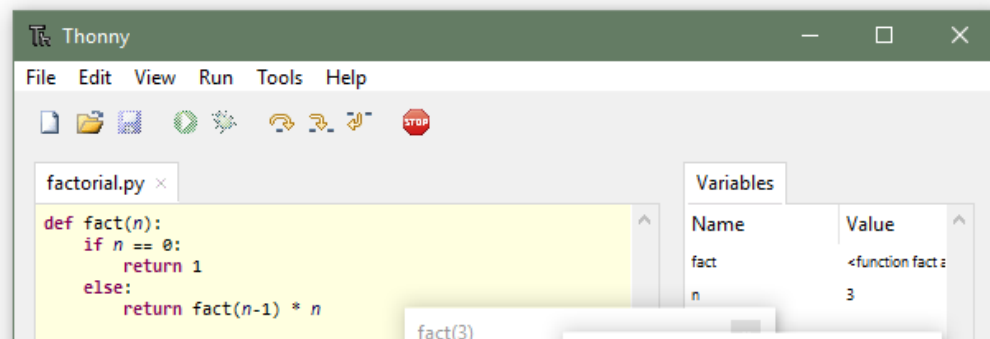 Thonny
File Edit View Run Tools Help
STOP
factorial.py
Variables
def fact(n):
    if n == 0:
        return 1
    else:
        return fact(n-1) * n
Name Value
fact <function fact a
n 3
fact(3)